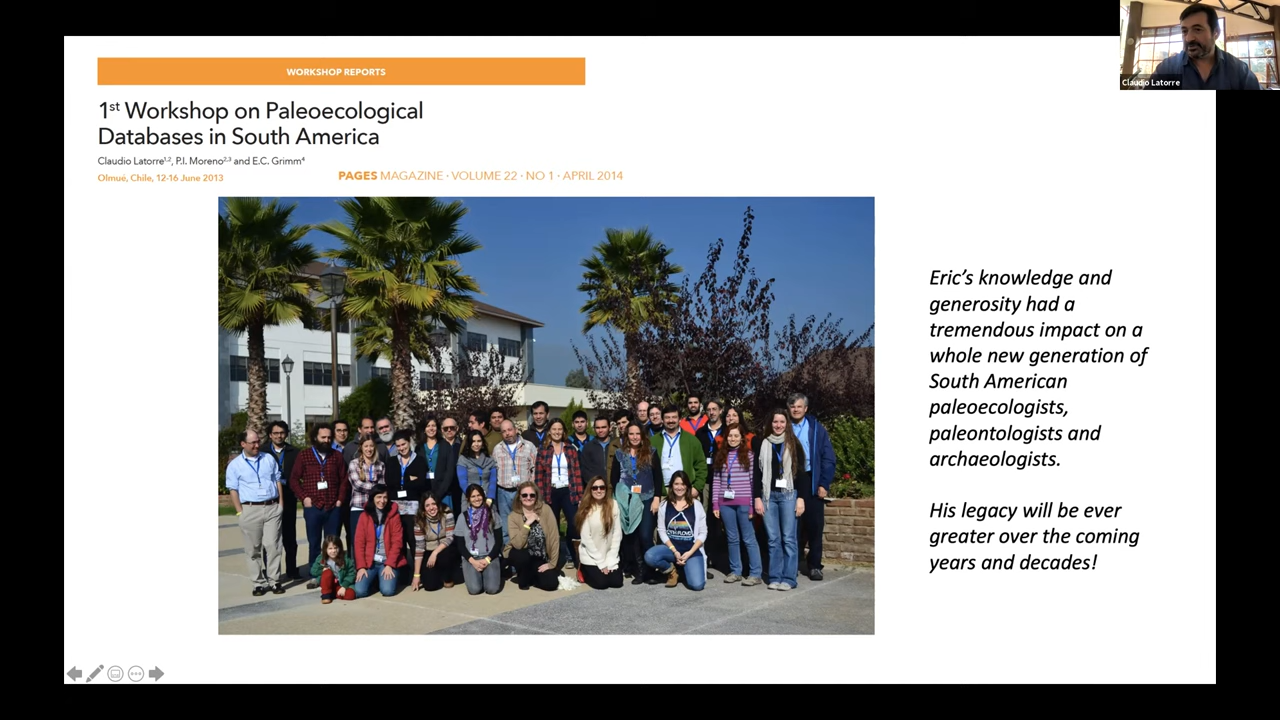 WORKSHOP REPORTS
1st Workshop on Paleoecological
Databases in South America
Claudio Latorre1,2, P.I. Moreno2,3 and E.C. Grimm4
Olmué, Chile, 12-16 June 2013
PAGES MAGAZINE · VOLUME 22 · NO 1 · APRIL 2014
Eric’s knowledge and
generosity had a
tremendous impact on a
whole new generation of
South American
paleoecologists,
paleontologists and
archaeologists.
His legacy will be ever
greater over the coming
years and decades!
Claudio Latorre